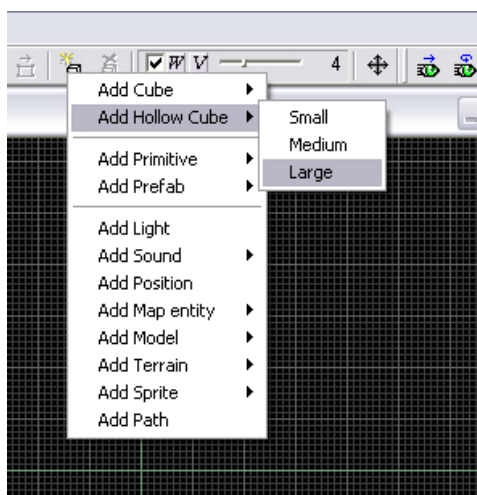 W V 4
Add Cube
Add Hollow Cube
Small
Medium
Large
Add Primitive
Add Prefab
Add Light
Add Sound
Add Position
Add Map entity
Add Model
Add Terrain
Add Sprite
Add Path